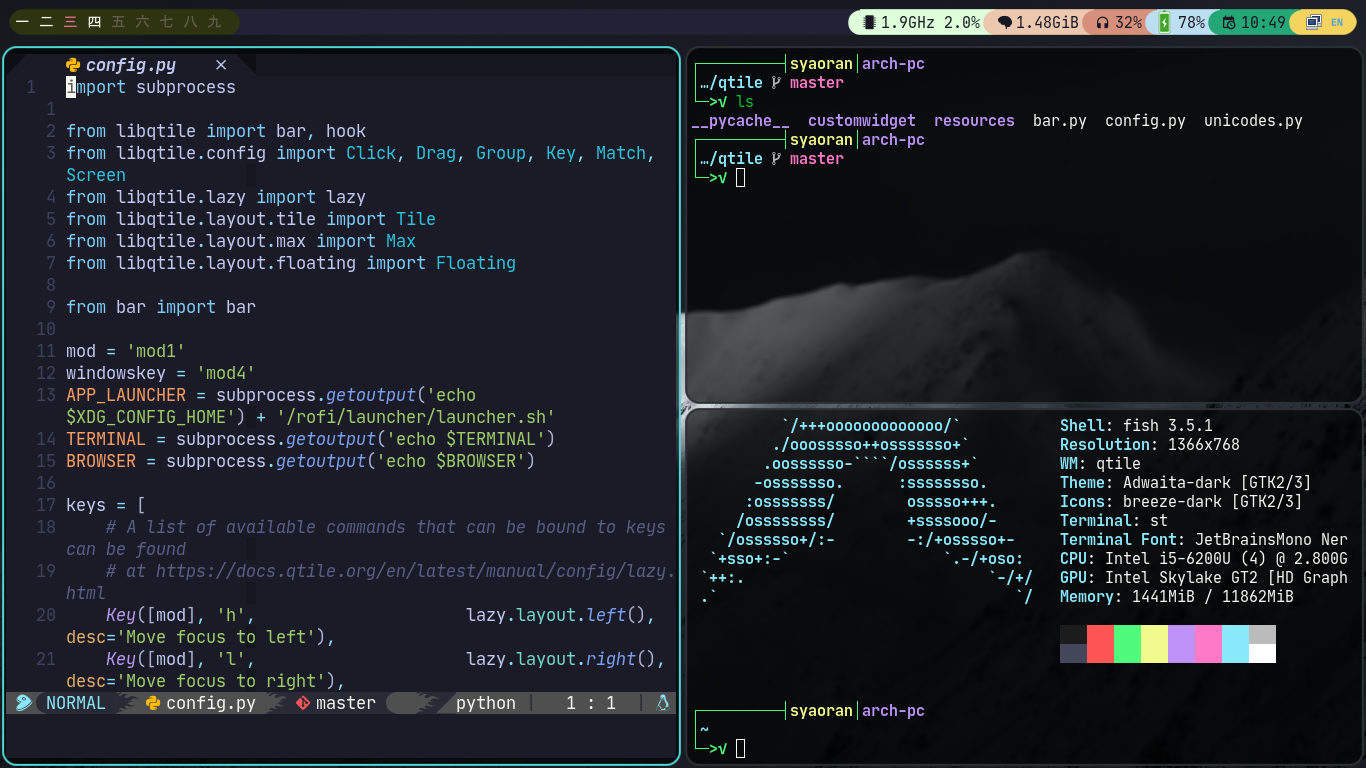 一 二 三 四 五 六 七 八 九
1.9GHz 2.0% 1.48GiB 32% 78% 10:49 EN
config.py ×
1 import subprocess
1
2 from libqtile import bar, hook
3 from libqtile.config import Click, Drag, Group, Key, Match,
Screen
4 from libqtile.lazy import lazy
5 from libqtile.layout.tile import Tile
6 from libqtile.layout.max import Max
7 from libqtile.layout.floating import Floating
8
9 from bar import bar
10
11 mod = 'mod1'
12 windowskey = 'mod4'
13 APP_LAUNCHER = subprocess.getoutput('echo
$XDG_CONFIG_HOME') + '/rofi/launcher/launcher.sh'
14 TERMINAL = subprocess.getoutput('echo $TERMINAL')
15 BROWSER = subprocess.getoutput('echo $BROWSER')
16
17 keys = [
18 # A list of available commands that can be bound to keys
can be found
19 # at https://docs.qtile.org/en/latest/manual/config/lazy.
html
20 Key([mod], 'h', lazy.layout.left(),
desc='Move focus to left'),
21 Key([mod], 'l', lazy.layout.right(),
desc='Move focus to right'),
NORMAL config.py master python 1 : 1
syaoran│arch-pc
…/qtile master
└─>√ ls
__pycache__ customwidget resources bar.py config.py unicodes.py
syaoran│arch-pc
…/qtile master
└─>√
`/+++ooooooooooooo/` Shell: fish 3.5.1
./ooosssso++osssssso+` Resolution: 1366x768
.oossssso-````/ossssss+` WM: qtile
-osssssso. :ssssssso. Theme: Adwaita-dark [GTK2/3]
:osssssss/ osssso+++. Icons: breeze-dark [GTK2/3]
/ossssssss/ +ssssooo/- Terminal: st
`/ossssso+/:- -:/+osssso+- Terminal Font: JetBrainsMono Ner
`+sso+:-` `.-/+oso: CPU: Intel i5-6200U (4) @ 2.800G
`++:. `-/+/ GPU: Intel Skylake GT2 [HD Graph
.` `/ Memory: 1441MiB / 11862MiB
syaoran│arch-pc
~
└─>√